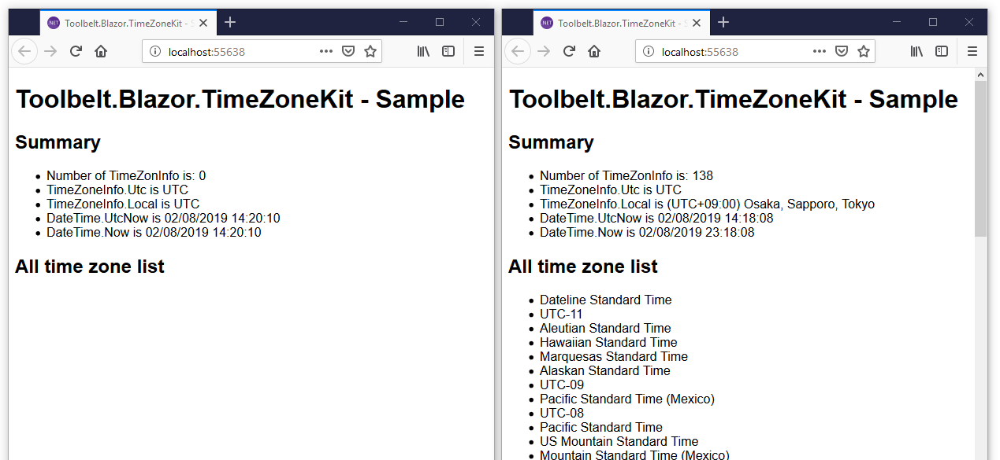 Toolbelt.Blazor.TimeZoneKit - S
localhost:55638
Toolbelt.Blazor.TimeZoneKit - Sample
Summary
Number of TimeZonInfo is: 0
TimeZoneInfo.Utc is UTC
TimeZoneInfo.Local is UTC
DateTime.UtcNow is 02/08/2019 14:20:10
DateTime.Now is 02/08/2019 14:20:10
All time zone list
Toolbelt.Blazor.TimeZoneKit - S
localhost:55638
Toolbelt.Blazor.TimeZoneKit - Sample
Summary
Number of TimeZonInfo is: 138
TimeZoneInfo.Utc is UTC
TimeZoneInfo.Local is (UTC+09:00) Osaka, Sapporo, Tokyo
DateTime.UtcNow is 02/08/2019 14:18:08
DateTime.Now is 02/08/2019 23:18:08
All time zone list
Dateline Standard Time
UTC-11
Aleutian Standard Time
Hawaiian Standard Time
Marquesas Standard Time
Alaskan Standard Time
UTC-09
Pacific Standard Time (Mexico)
UTC-08
Pacific Standard Time
US Mountain Standard Time
Mountain Standard Time (Mexico)